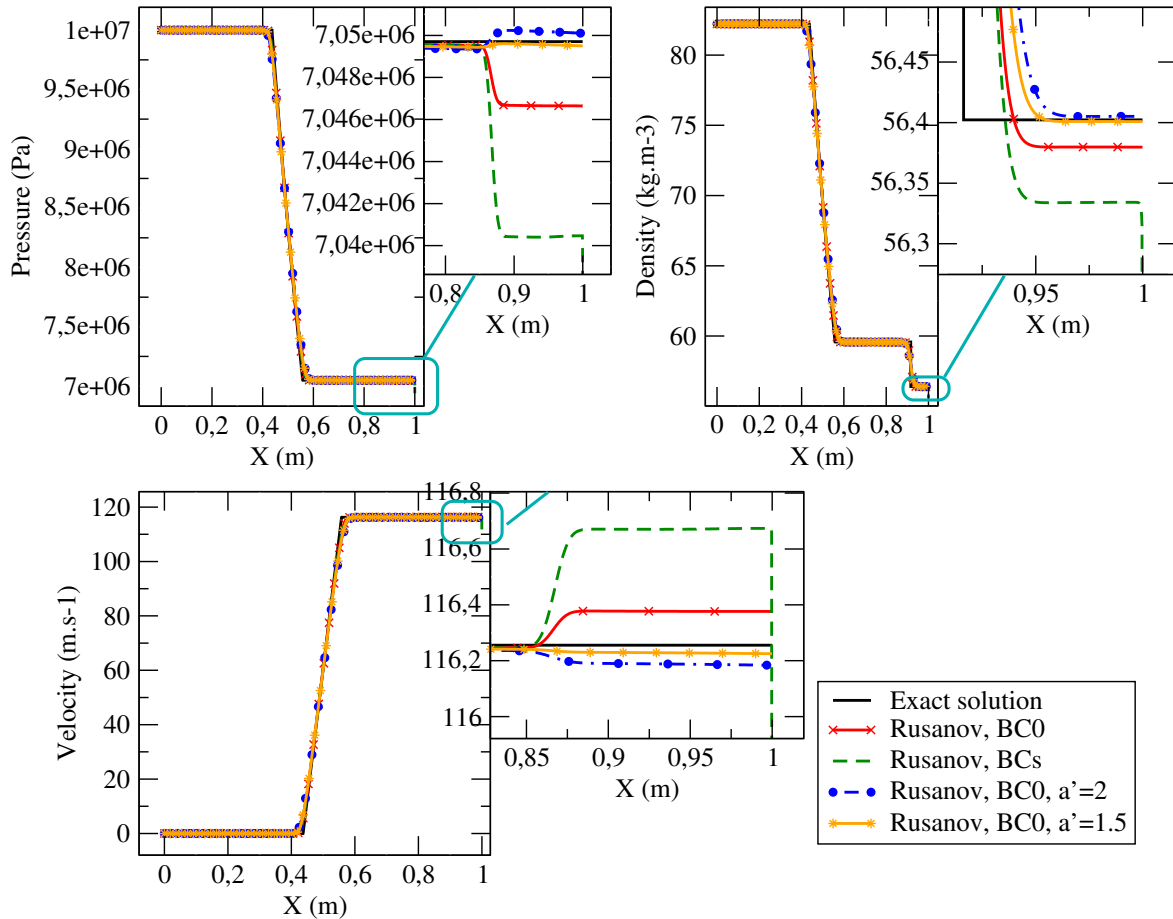 1e+07
9,5e+06
9e+06
8,5e+06
8e+06
7,5e+06
7e+06
Pressure (Pa)
0 0,2 0,4 0,6 0,8 1
X (m)
7,05e+06
7,048e+06
7,046e+06
7,044e+06
7,042e+06
7,04e+06
0,8 0,9 1
X (m)
80
75
70
65
60
Density (kg.m-3)
0 0,2 0,4 0,6 0,8 1
X (m)
56,45
56,4
56,35
56,3
0,95 1
X (m)
120
100
80
60
40
20
0
Velocity (m.s-1)
0 0,2 0,4 0,6 0,8 1
X (m)
116,8
116,6
116,4
116,2
116
0,85 0,9 0,95 1
X (m)
Exact solution
Rusanov, BC0
Rusanov, BCs
Rusanov, BC0, a'=2
Rusanov, BC0, a'=1.5